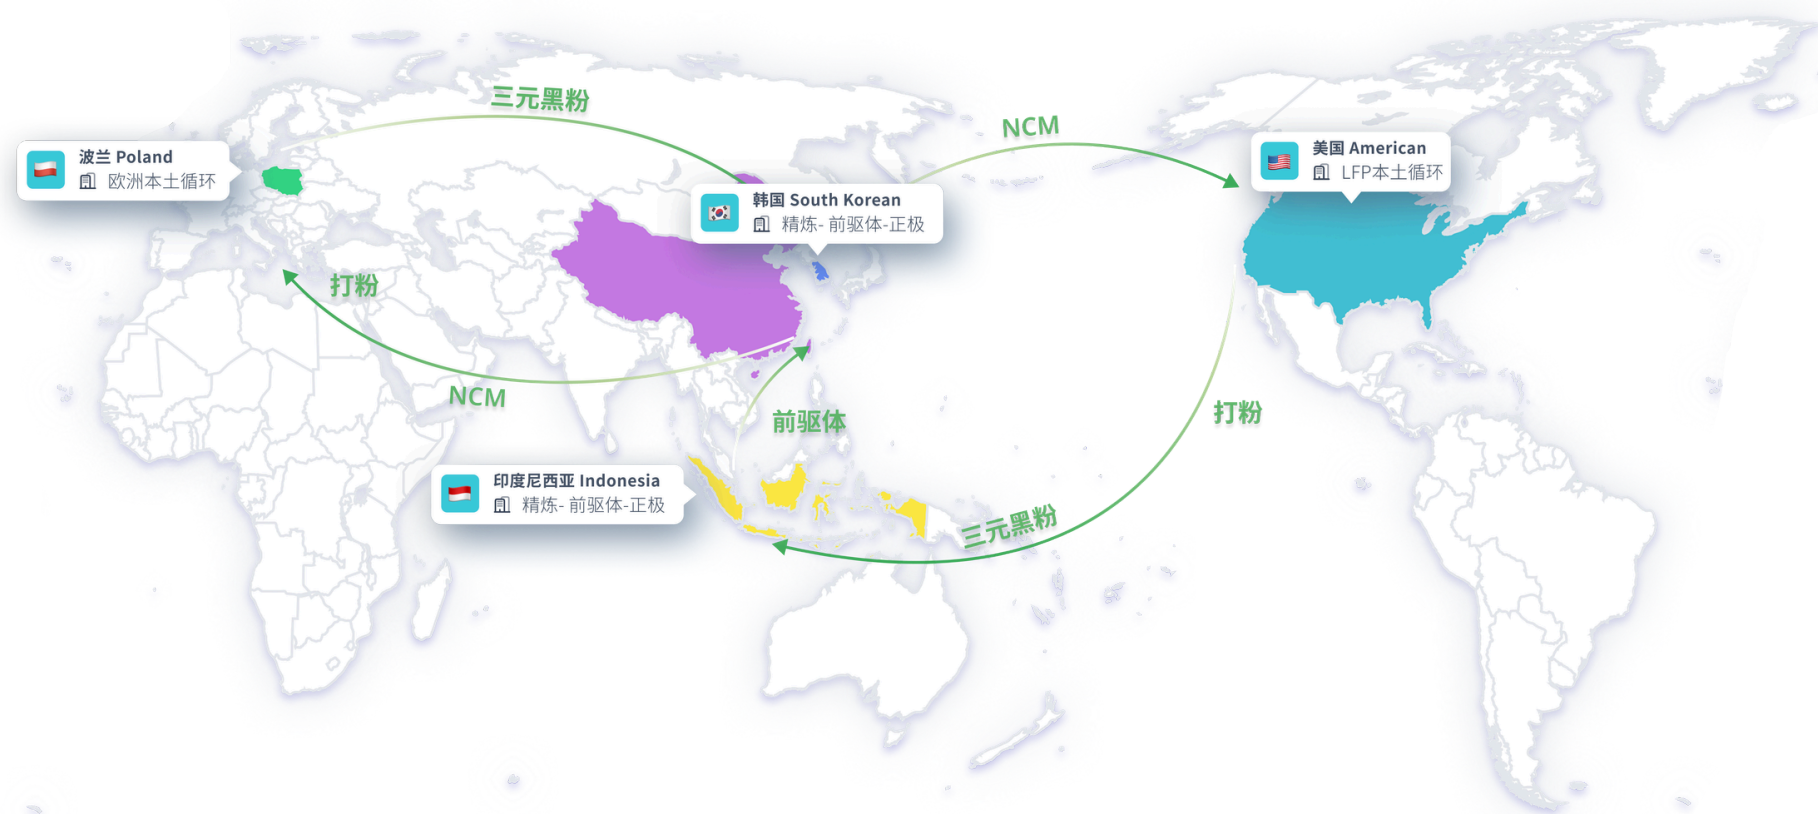 三元黑粉
NCM
波兰 Poland
欧洲本土循环
美国 American
LFP本土循环
韩国 South Korean
精炼- 前驱体-正极
打粉
NCM
前驱体
打粉
印度尼西亚 Indonesia
精炼- 前驱体-正极
三元黑粉